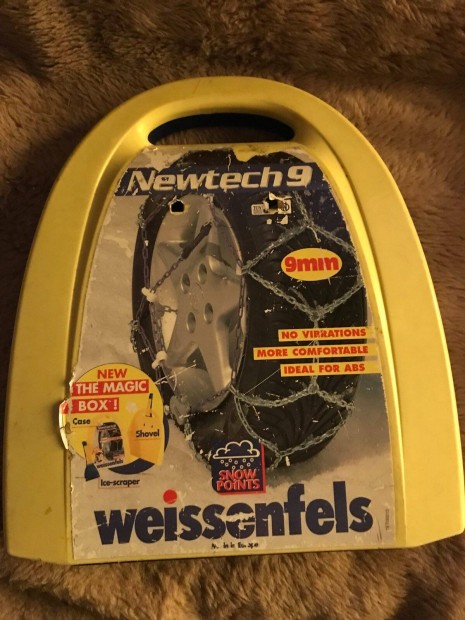 Newtech 9
9min
NO VIBRATIONS
MORE COMFORTABLE
IDEAL FOR ABS
NEW
THE MAGIC
BOX!
Case
Shovel
Ice-scraper
SNOW
POINTS
weissenfels